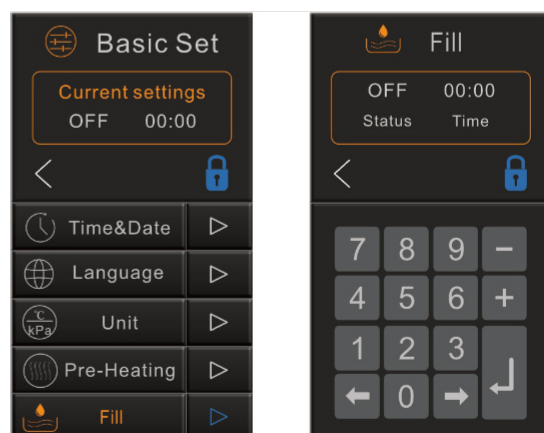 Basic Set
Current settings
OFF 00:00
Time&Date
Language
°C
kPa
Unit
Pre-Heating
Fill
Fill
OFF 00:00
Status Time
7 8 9 −
4 5 6 +
1 2 3
← 0 → ↵